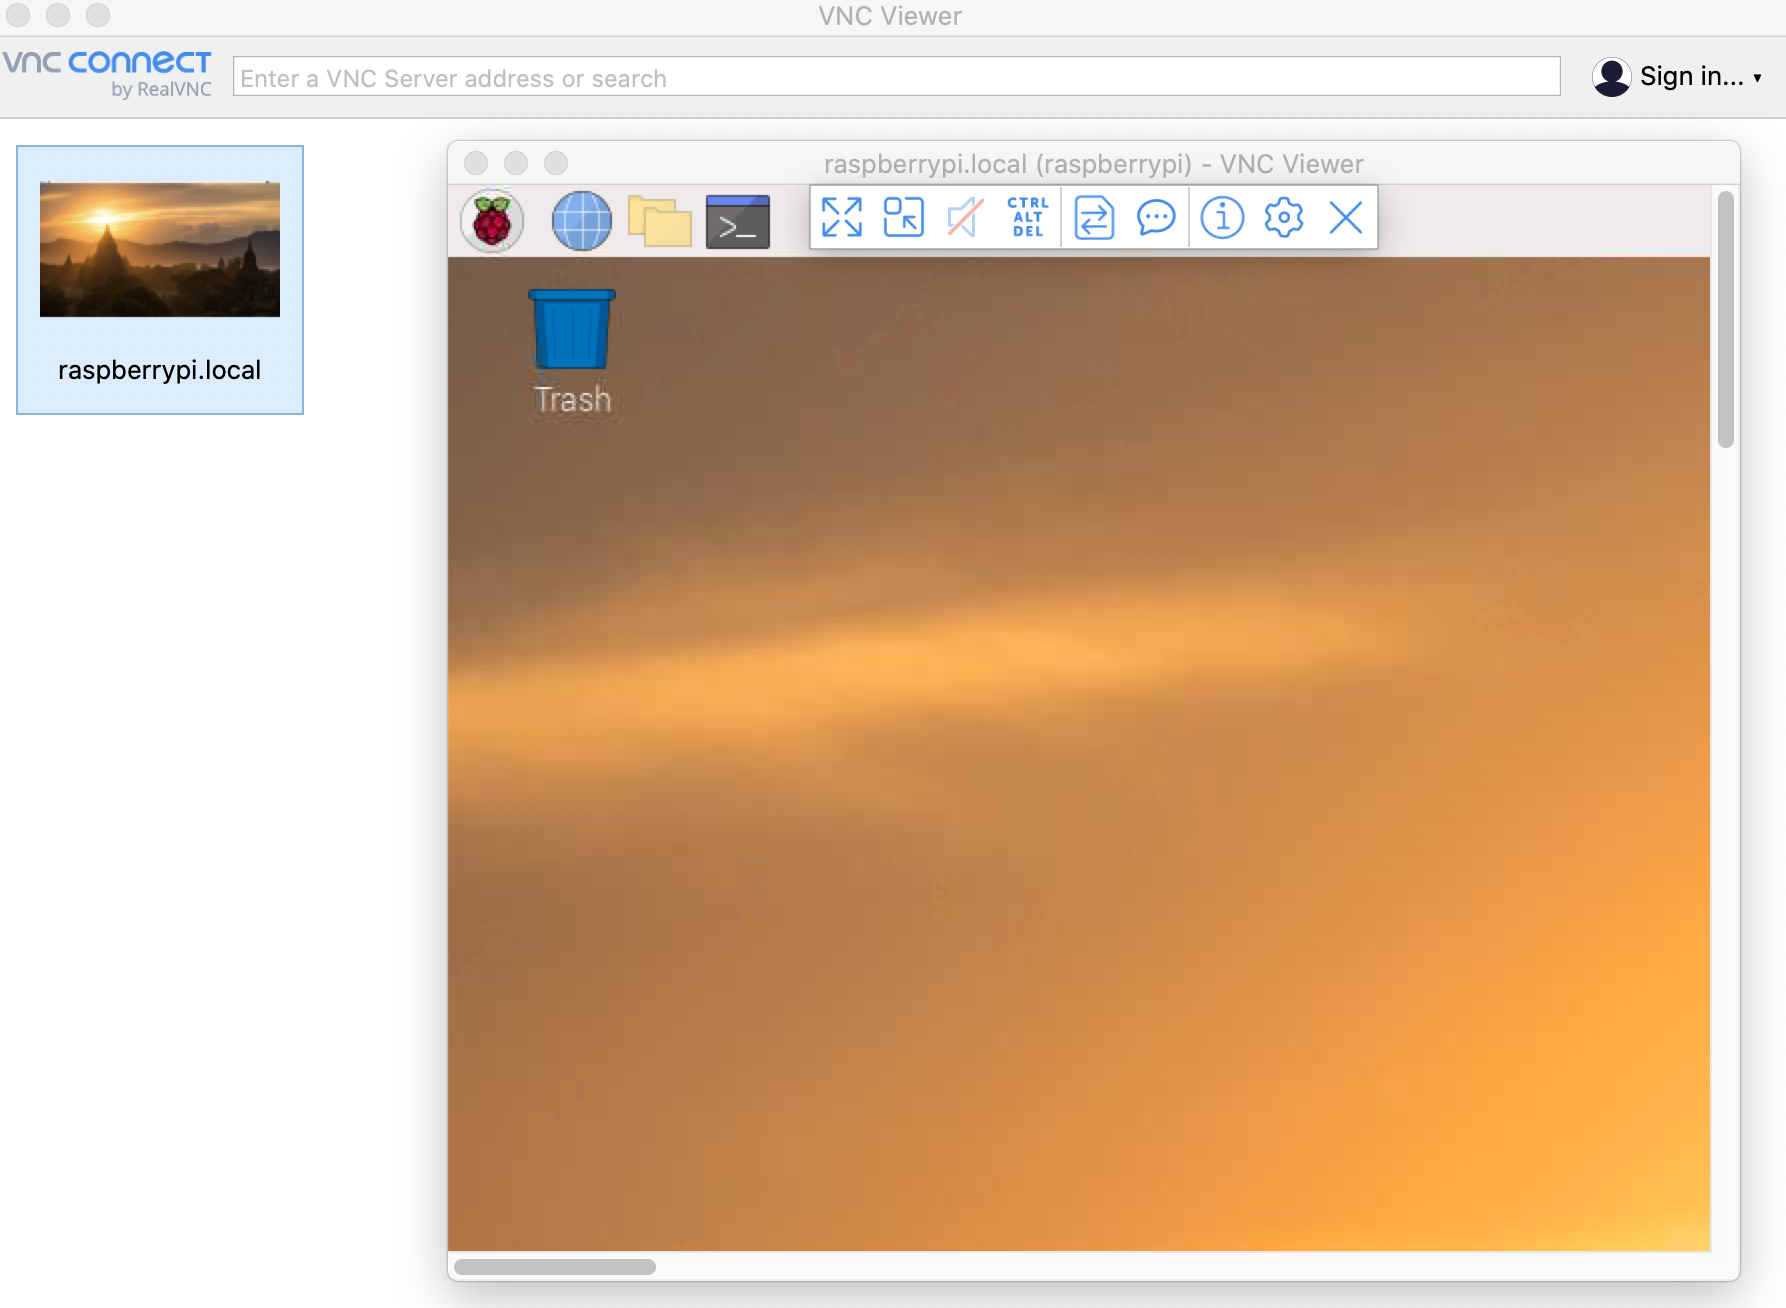 VNC Viewer
vnc connect
by RealVNC
Enter a VNC Server address or search
Sign in...
raspberrypi.local
raspberrypi.local (raspberrypi) - VNC Viewer
>_
CTRL
ALT
DEL
i
Trash